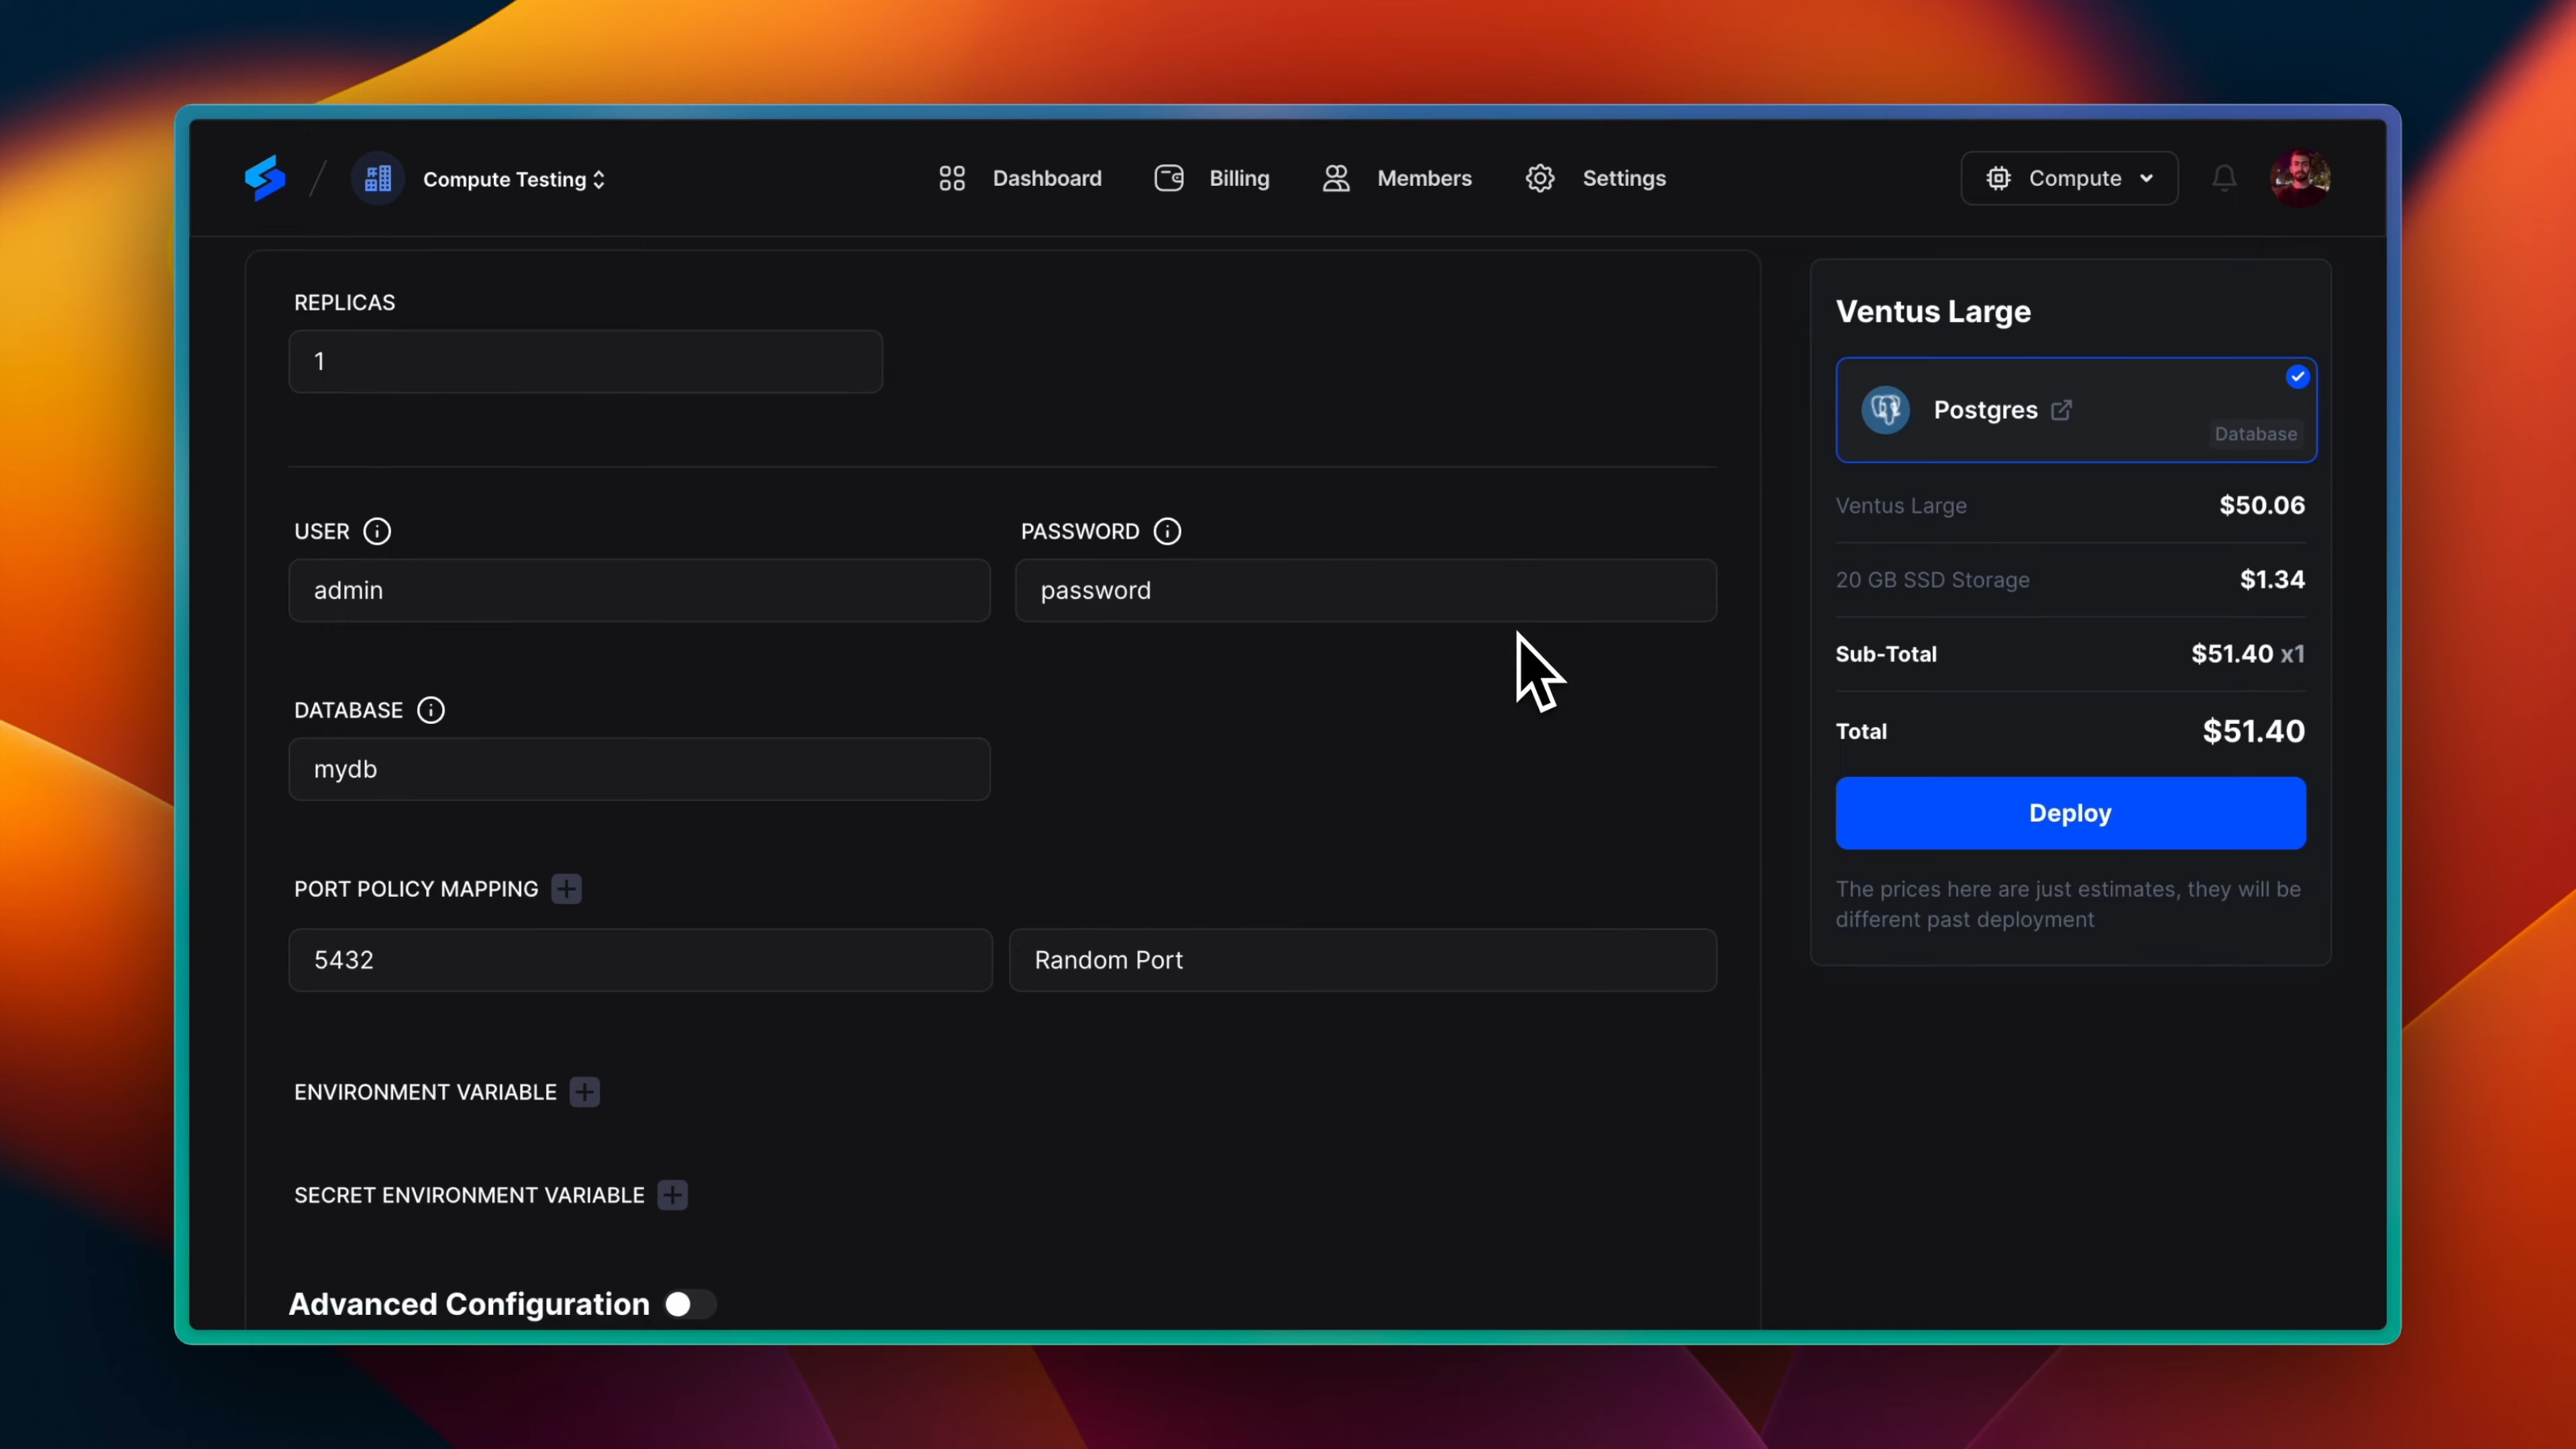 Compute Testing
Dashboard
Billing
Members
Settings
Compute
REPLICAS
1
USER
PASSWORD
admin
password
DATABASE
mydb
PORT POLICY MAPPING
5432
Random Port
ENVIRONMENT VARIABLE
SECRET ENVIRONMENT VARIABLE
Advanced Configuration
Ventus Large
Postgres
Database
Ventus Large $50.06
20 GB SSD Storage $1.34
Sub-Total $51.40 x1
Total $51.40
Deploy
The prices here are just estimates, they will be
different past deployment